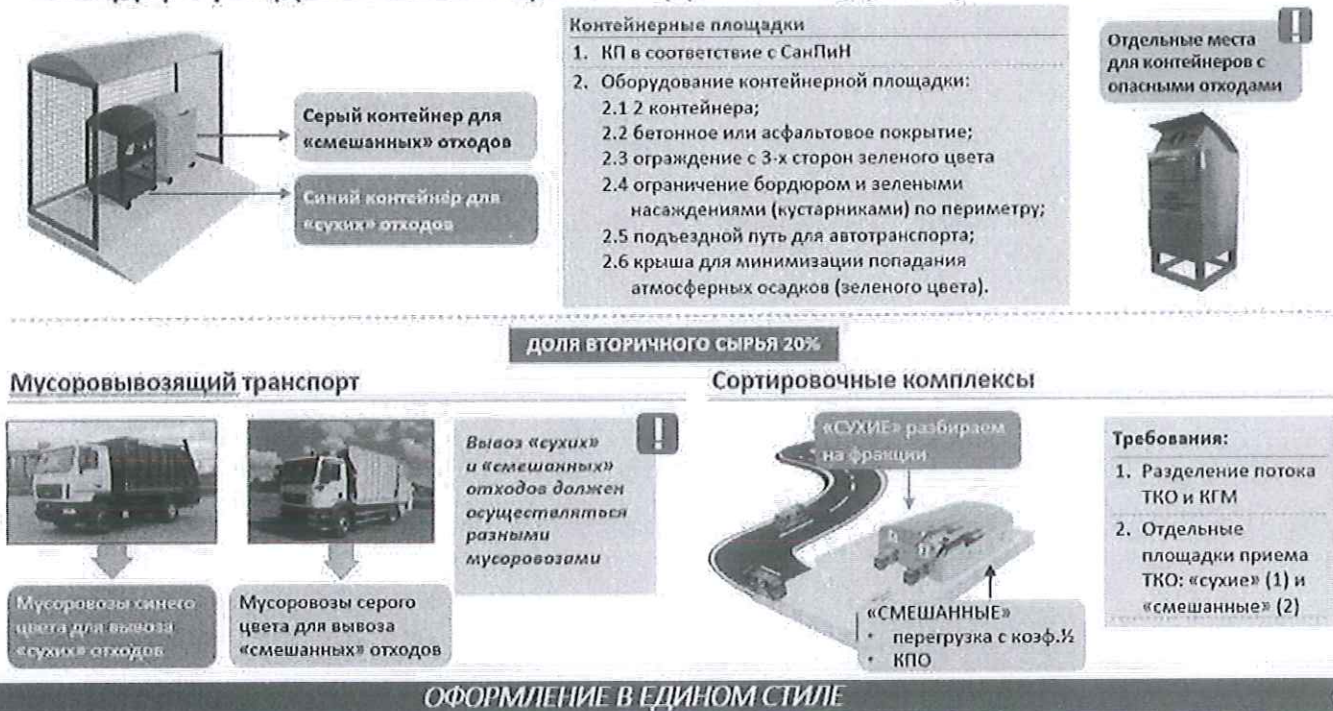 Контейнерные площадки
1. КП в соответствие с СанПиН
2. Оборудование контейнерной площадки:
2.1 2 контейнера;
2.2 бетонное или асфальтовое покрытие;
2.3 ограждение с 3-х сторон зеленого цвета
2.4 ограничение бордюром и зелеными
насаждениями (кустарниками) по периметру;
2.5 подъездной путь для автотранспорта;
2.6 крыша для минимизации попадания
атмосферных осадков (зеленого цвета).
Серый контейнер для
«смешанных» отходов
Синий контейнер для
«сухих» отходов
Отдельные места
для контейнеров с
опасными отходами
!
ДОЛЯ ВТОРИЧНОГО СЫРЬЯ 20%
Мусоровывозящий транспорт
Вывоз «сухих»
и «смешанных»
отходов должен
осуществляться
разными
мусоровозами
!
Мусоровозы синего
цвета для вывоза
«сухих» отходов
Мусоровозы серого
цвета для вывоза
«смешанных» отходов
Сортировочные комплексы
«СУХИЕ» разбираем
на фракции
«СМЕШАННЫЕ»
• перегрузка с коэф.½
• КПО
Требования:
1. Разделение потока
ТКО и КГМ
2. Отдельные
площадки приема
ТКО: «сухие» (1) и
«смешанные» (2)
ОФОРМЛЕНИЕ В ЕДИНОМ СТИЛЕ